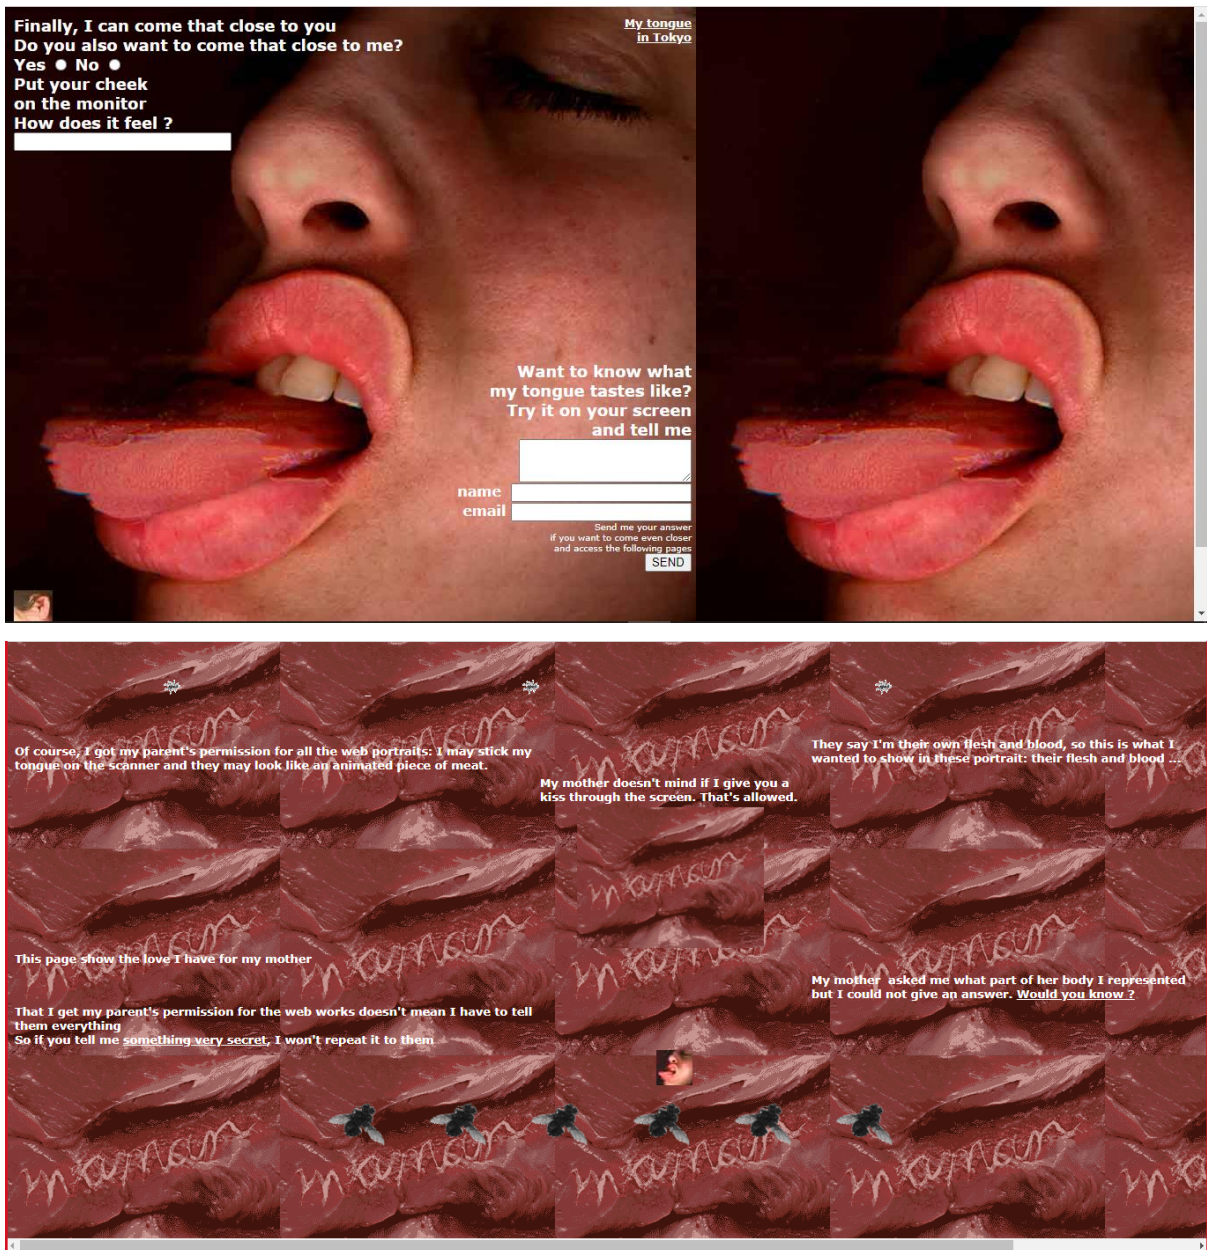 Finally, I can come that close to you
Do you also want to come that close to me?
Yes No
Put your cheek
on the monitor
How does it feel ?
My tongue
in Tokyo
Want to know what
my tongue tastes like?
Try it on your screen
and tell me
name
email
Send me your answer
if you want to come even closer
and access the following pages
SEND
Of course, I got my parent's permission for all the web portraits: I may stick my
tongue on the scanner and they may look like an animated piece of meat.
My mother doesn't mind if I give you a
kiss through the screen. That's allowed.
They say I'm their own flesh and blood, so this is what I
wanted to show in these portrait: their flesh and blood ...
This page show the love I have for my mother
That I get my parent's permission for the web works doesn't mean I have to tell
them everything
So if you tell me something very secret, I won't repeat it to them
My mother asked me what part of her body I represented
but I could not give an answer. Would you know ?